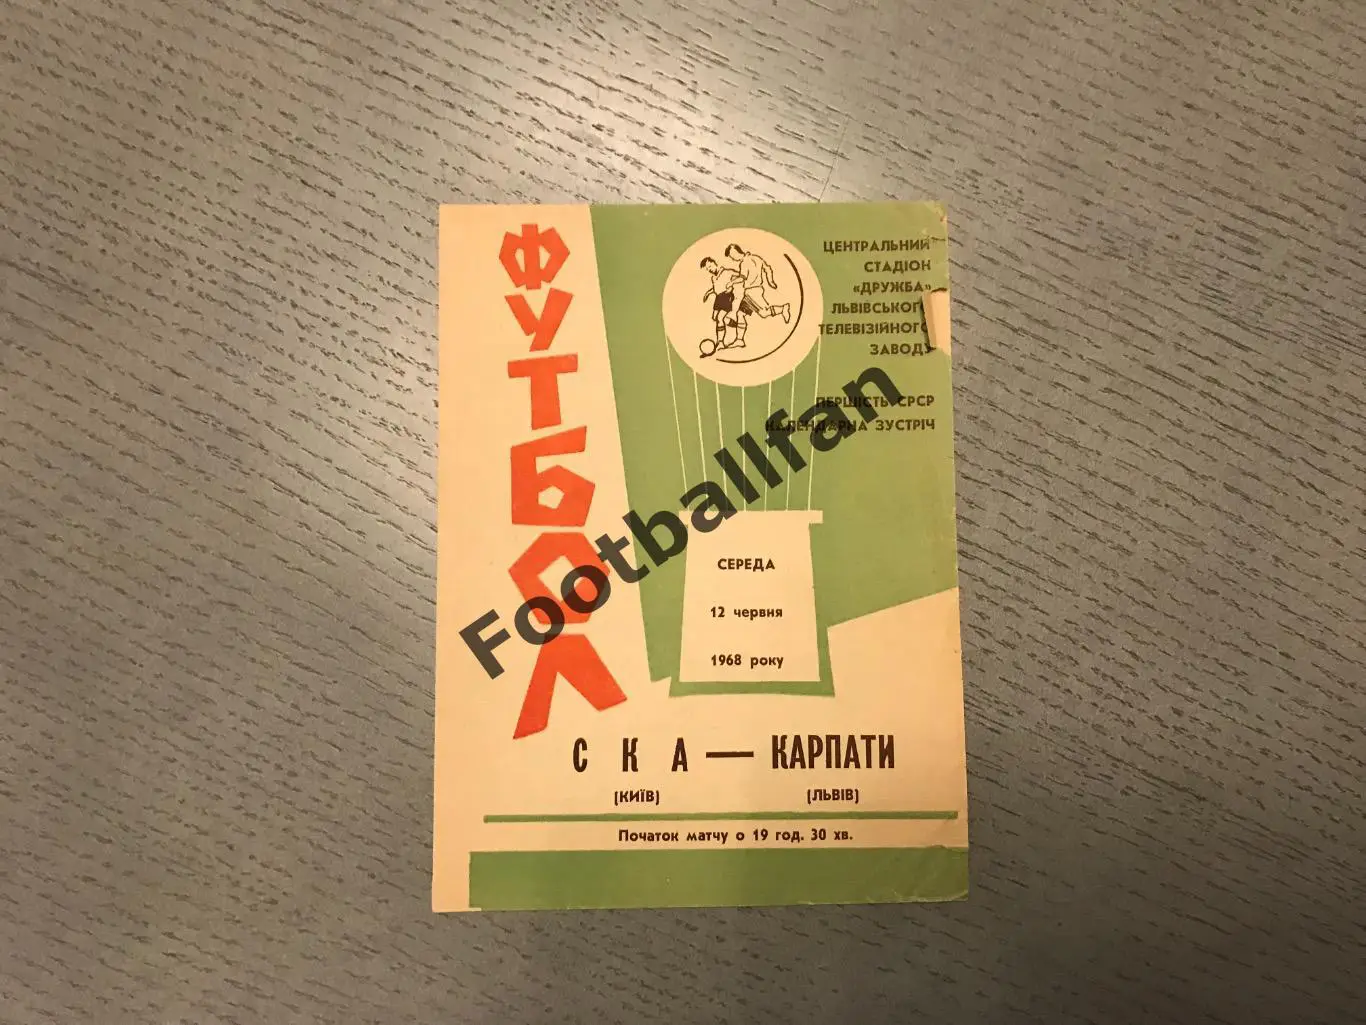 ФУТБОЛ
ЦЕНТРАЛЬНИЙ
СТАДІОН
«ДРУЖБА»
ЛЬВІВСЬКОГО
ТЕЛЕВІЗІЙНОГО
ЗАВОДУ
ПЕРШІСТЬ СРСР
КАЛЕНДАРНА ЗУСТРІЧ
Footballfan
СЕРЕДА
12 червня
1968 року
СКА — КАРПАТИ
(КИЇВ) (ЛЬВІВ)
Початок матчу о 19 год. 30 хв.